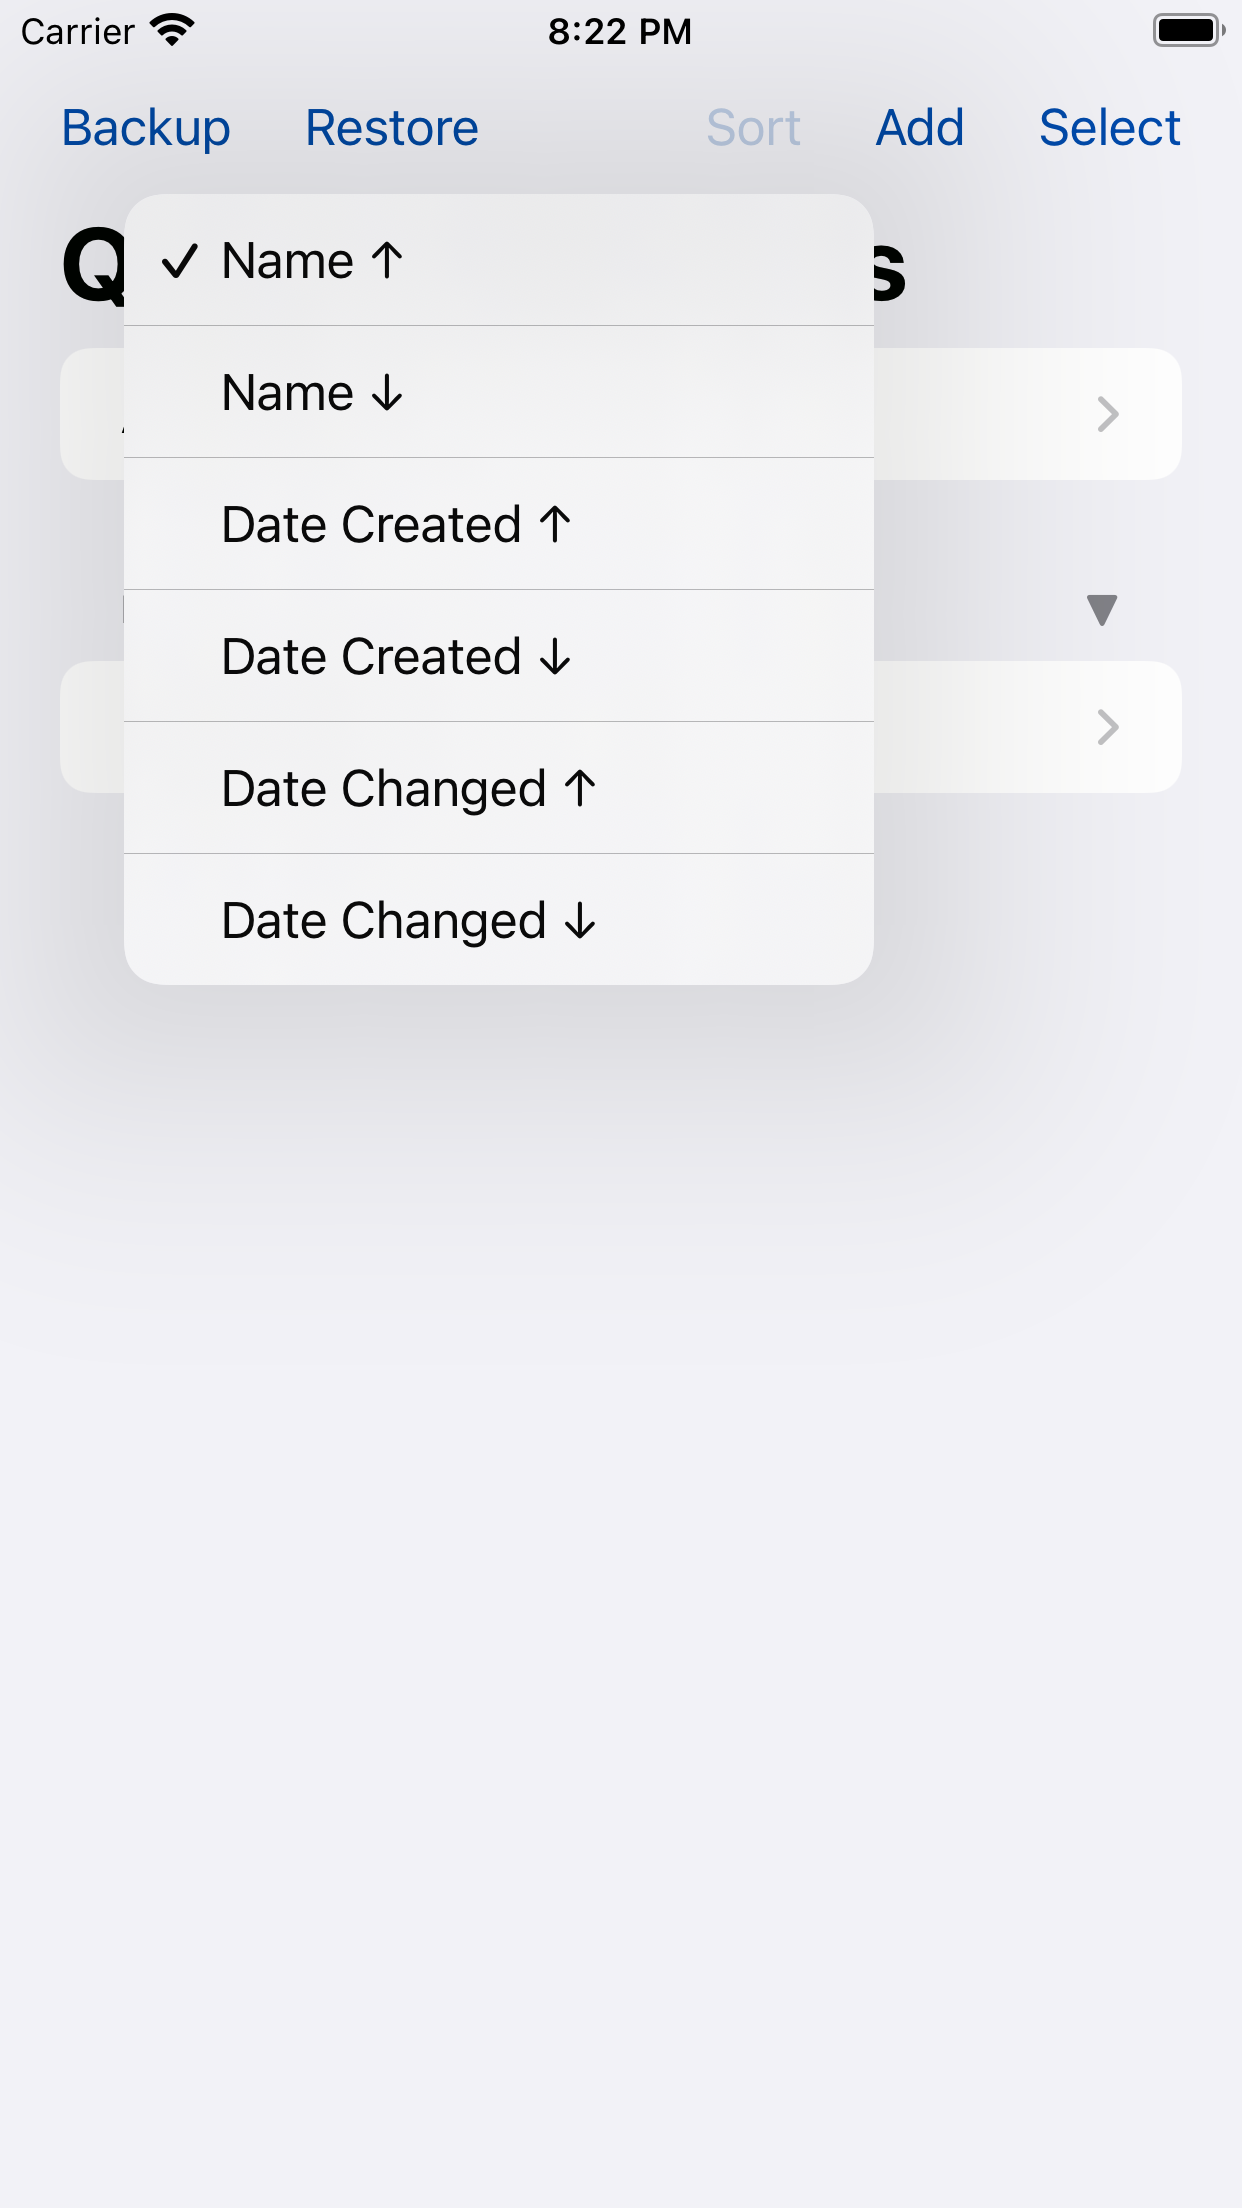 Carrier 8:22 PM
Backup Restore Sort Add Select
✓ Name ↑
Name ↓
Date Created ↑
Date Created ↓
Date Changed ↑
Date Changed ↓